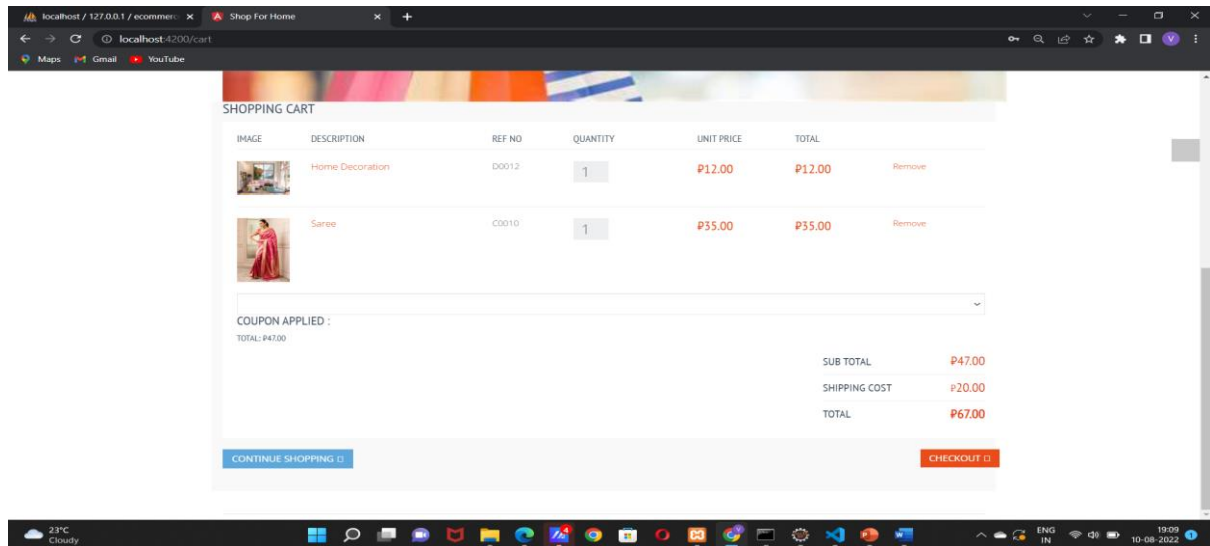 localhost / 127.0.0.1 / ecommerc
Shop For Home
localhost:4200/cart
Maps Gmail YouTube
SHOPPING CART
IMAGE DESCRIPTION REF NO QUANTITY UNIT PRICE TOTAL
Home Decoration D0012 1 ₽12.00 ₽12.00 Remove
Saree C0010 1 ₽35.00 ₽35.00 Remove
COUPON APPLIED :
TOTAL: ₽47.00
SUB TOTAL ₽47.00
SHIPPING COST ₽20.00
TOTAL ₽67.00
CONTINUE SHOPPING CHECKOUT
23°C
Cloudy
ENG
IN
19:09
10-08-2022